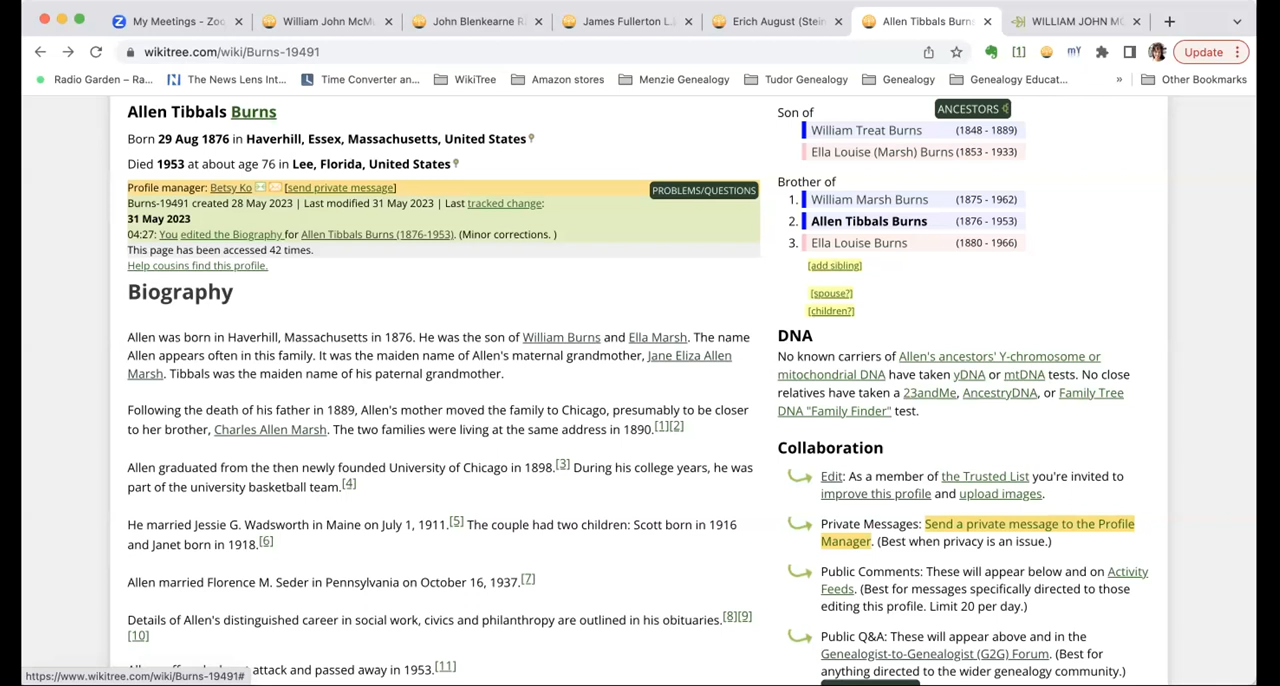 My Meetings - Zoo
William John McMu
John Blenkearne R
James Fullerton L
Erich August (Stein
Allen Tibbals Burns
WILLIAM JOHN MC
wikitree.com/wiki/Burns-19491
Update
Radio Garden – Ra...
The News Lens Int...
Time Converter an...
WikiTree
Amazon stores
Menzie Genealogy
Tudor Genealogy
Genealogy
Genealogy Educat...
»
Other Bookmarks
Allen Tibbals Burns
Born 29 Aug 1876 in Haverhill, Essex, Massachusetts, United States
Died 1953 at about age 76 in Lee, Florida, United States
Profile manager: Betsy Ko [send private message]
PROBLEMS/QUESTIONS
Burns-19491 created 28 May 2023 | Last modified 31 May 2023 | Last tracked change:
31 May 2023
04:27: You edited the Biography for Allen Tibbals Burns (1876-1953). (Minor corrections. )
This page has been accessed 42 times.
Help cousins find this profile.
Biography
Allen was born in Haverhill, Massachusetts in 1876. He was the son of William Burns and Ella Marsh. The name
Allen appears often in this family. It was the maiden name of Allen's maternal grandmother, Jane Eliza Allen
Marsh. Tibbals was the maiden name of his paternal grandmother.
Following the death of his father in 1889, Allen's mother moved the family to Chicago, presumably to be closer
to her brother, Charles Allen Marsh. The two families were living at the same address in 1890.[1][2]
Allen graduated from the then newly founded University of Chicago in 1898.[3] During his college years, he was
part of the university basketball team.[4]
He married Jessie G. Wadsworth in Maine on July 1, 1911.[5] The couple had two children: Scott born in 1916
and Janet born in 1918.[6]
Allen married Florence M. Seder in Pennsylvania on October 16, 1937.[7]
Details of Allen's distinguished career in social work, civics and philanthropy are outlined in his obituaries.[8][9]
[10]
attack and passed away in 1953.[11]
https://www.wikitree.com/wiki/Burns-19491#
Son of
ANCESTORS
William Treat Burns (1848 - 1889)
Ella Louise (Marsh) Burns (1853 - 1933)
Brother of
1. William Marsh Burns (1875 - 1962)
2. Allen Tibbals Burns (1876 - 1953)
3. Ella Louise Burns (1880 - 1966)
[add sibling]
[spouse?]
[children?]
DNA
No known carriers of Allen's ancestors' Y-chromosome or
mitochondrial DNA have taken yDNA or mtDNA tests. No close
relatives have taken a 23andMe, AncestryDNA, or Family Tree
DNA "Family Finder" test.
Collaboration
Edit: As a member of the Trusted List you're invited to
improve this profile and upload images.
Private Messages: Send a private message to the Profile
Manager. (Best when privacy is an issue.)
Public Comments: These will appear below and on Activity
Feeds. (Best for messages specifically directed to those
editing this profile. Limit 20 per day.)
Public Q&A: These will appear above and in the
Genealogist-to-Genealogist (G2G) Forum. (Best for
anything directed to the wider genealogy community.)